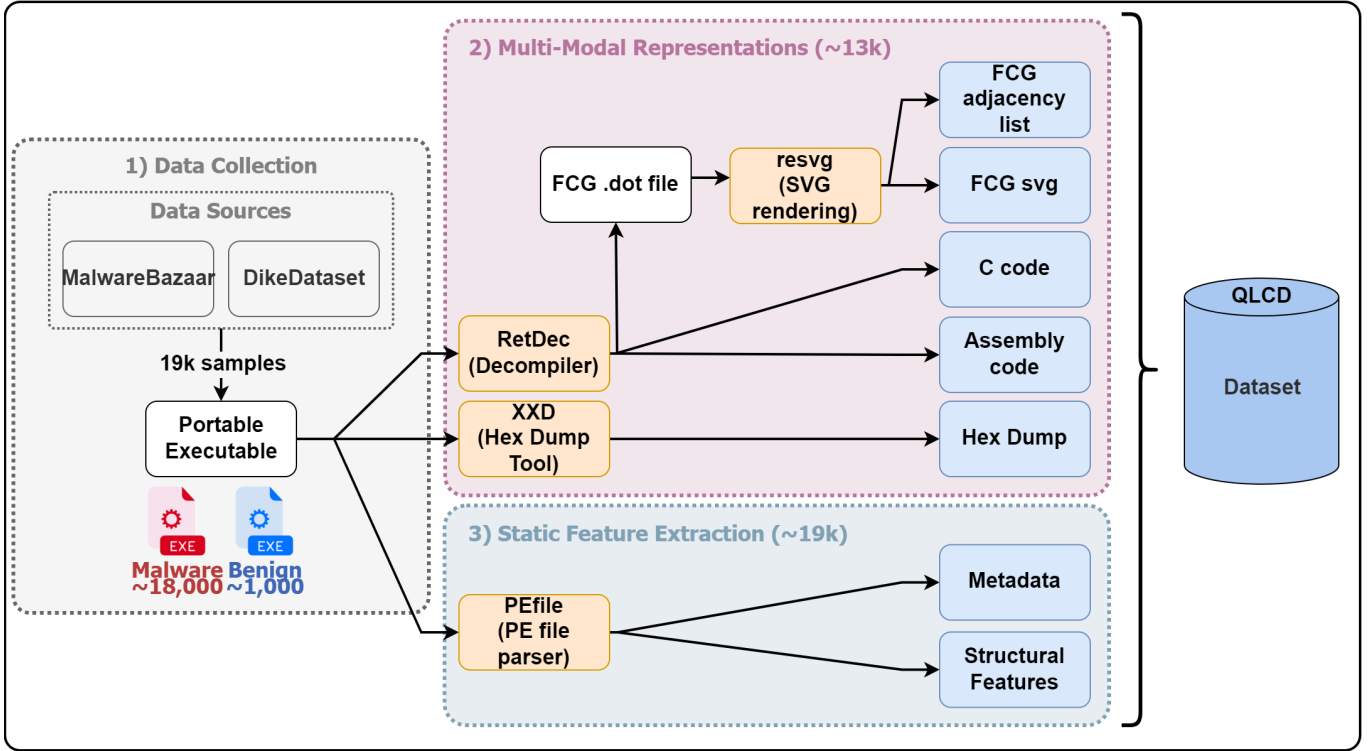 1) Data Collection
Data Sources
MalwareBazaar
DikeDataset
19k samples
Portable
Executable
EXE
EXE
Malware
~18,000
Benign
~1,000
2) Multi-Modal Representations (~13k)
RetDec
(Decompiler)
XXD
(Hex Dump
Tool)
FCG .dot file
resvg
(SVG
rendering)
FCG
adjacency
list
FCG svg
C code
Assembly
code
Hex Dump
3) Static Feature Extraction (~19k)
PEfile
(PE file
parser)
Metadata
Structural
Features
QLCD
Dataset